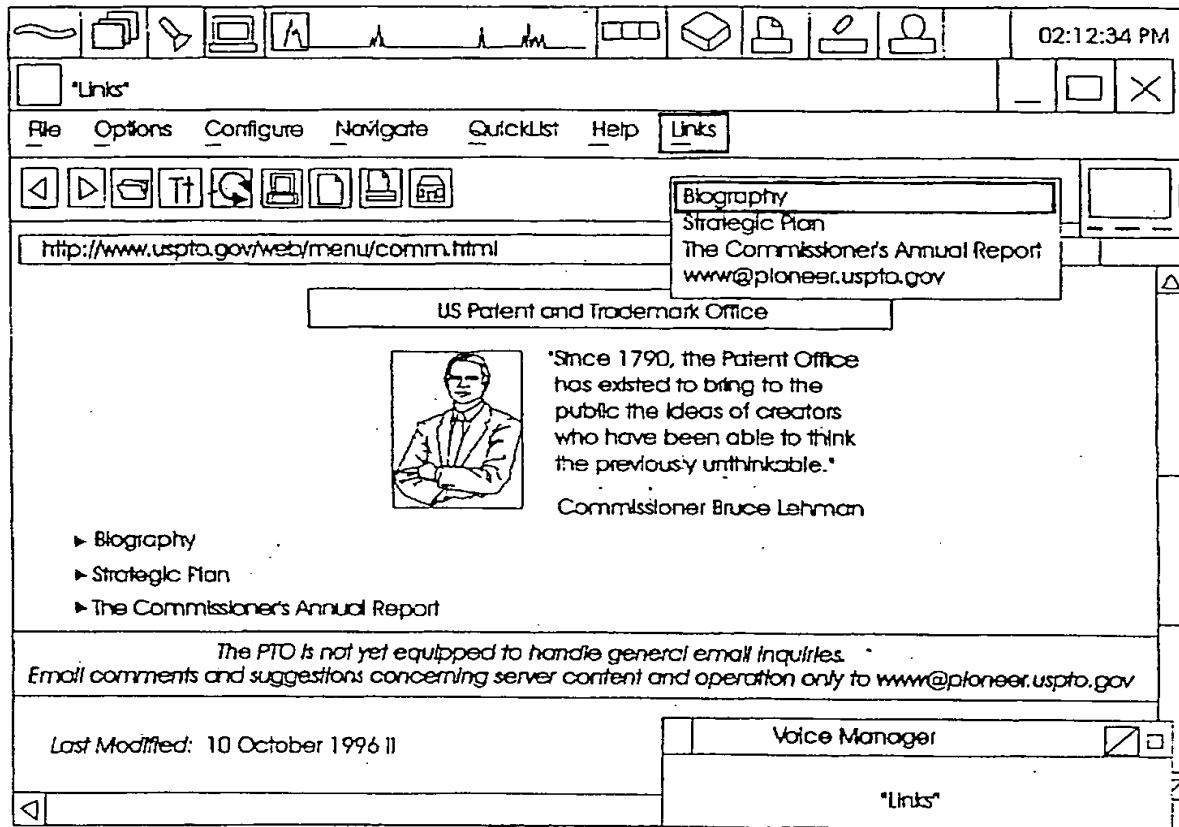 02:12:34 PM
"Links"
File Options Configure Navigate QuickList Help Links
Tt
Biography
Strategic Plan
The Commissioner's Annual Report
www@pioneer.uspto.gov
http://www.uspto.gov/web/menu/comm.html
US Patent and Trademark Office
"Since 1790, the Patent Office
has existed to bring to the
public the ideas of creators
who have been able to think
the previously unthinkable."
Commissioner Bruce Lehman
Biography
Strategic Plan
The Commissioner's Annual Report
The PTO is not yet equipped to handle general email inquiries.
Email comments and suggestions concerning server content and operation only to www@pioneer.uspto.gov
Last Modified: 10 October 1996 II
Voice Manager
"Links"